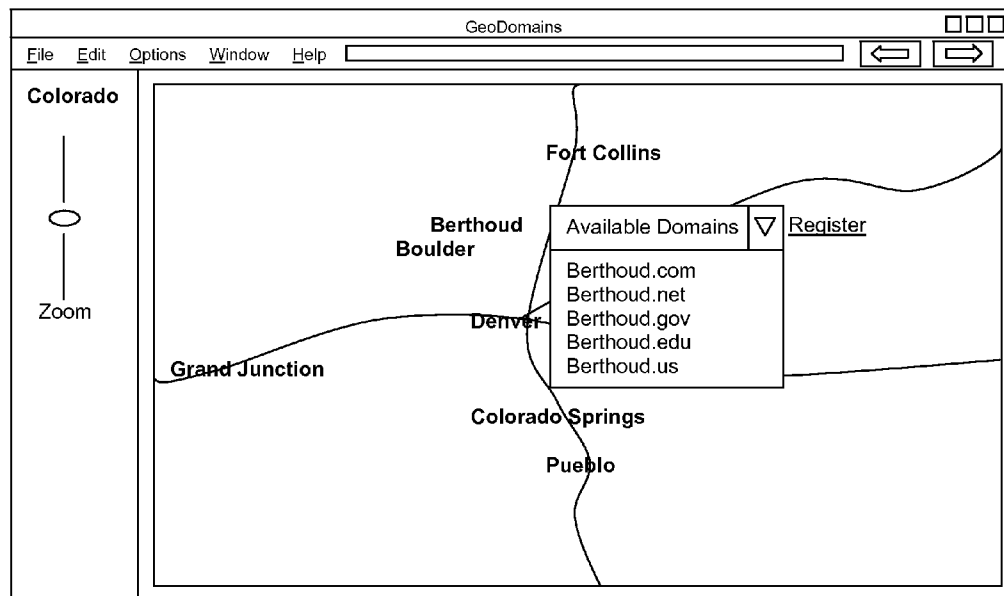 GeoDomains
File Edit Options Window Help
Colorado
Zoom
Fort Collins
Berthoud
Boulder
Denver
Grand Junction
Colorado Springs
Pueblo
Available Domains
Register
Berthoud.com
Berthoud.net
Berthoud.gov
Berthoud.edu
Berthoud.us